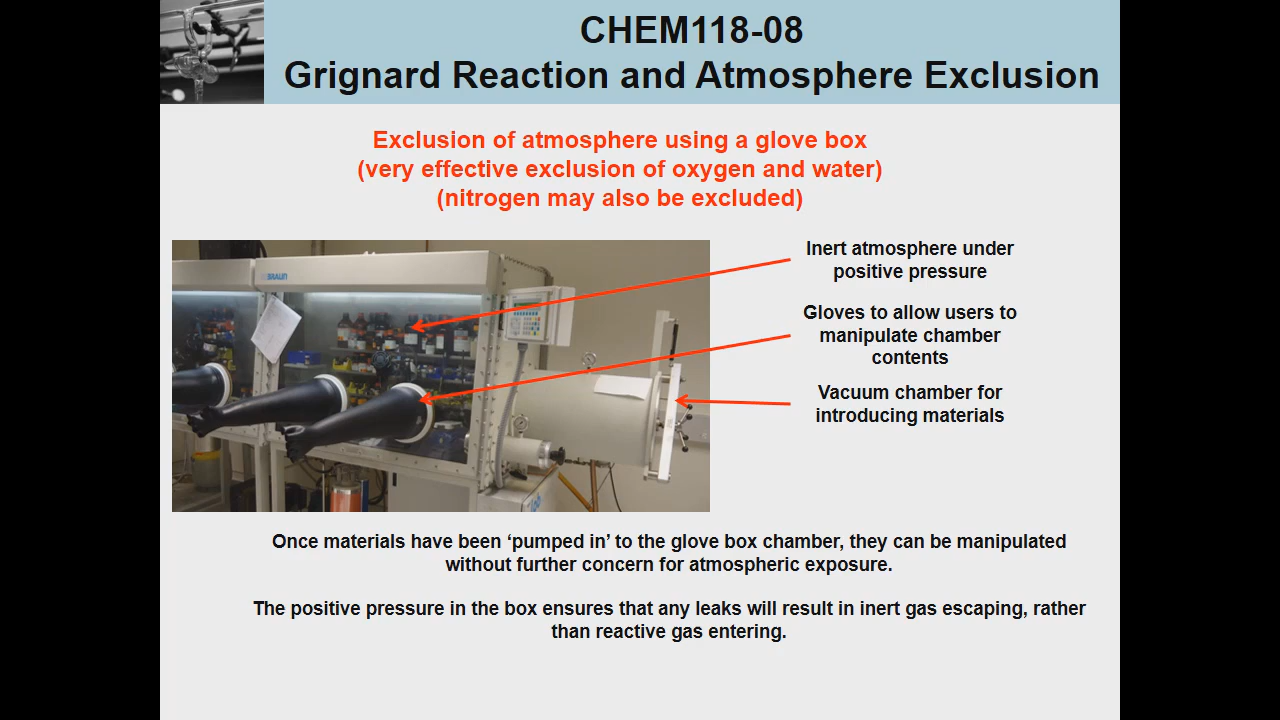 CHEM118-08
Grignard Reaction and Atmosphere Exclusion
Exclusion of atmosphere using a glove box
(very effective exclusion of oxygen and water)
(nitrogen may also be excluded)
BRAUN
Inert atmosphere under
positive pressure
Gloves to allow users to
manipulate chamber
contents
Vacuum chamber for
introducing materials
Once materials have been ‘pumped in’ to the glove box chamber, they can be manipulated
without further concern for atmospheric exposure.
The positive pressure in the box ensures that any leaks will result in inert gas escaping, rather
than reactive gas entering.